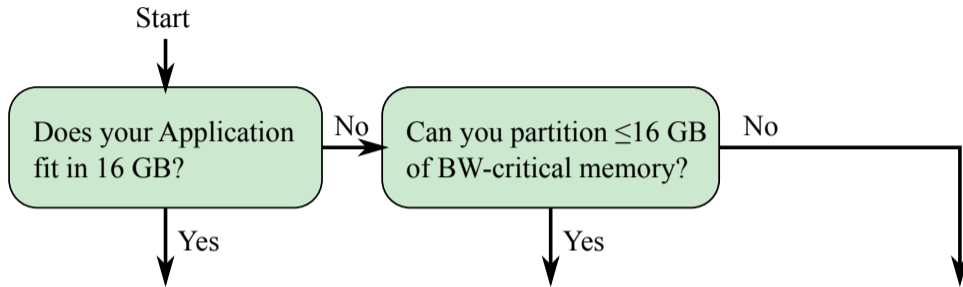 Start
Does your Application
fit in 16 GB?
No
Can you partition ≤16 GB
of BW-critical memory?
No
Yes
Yes